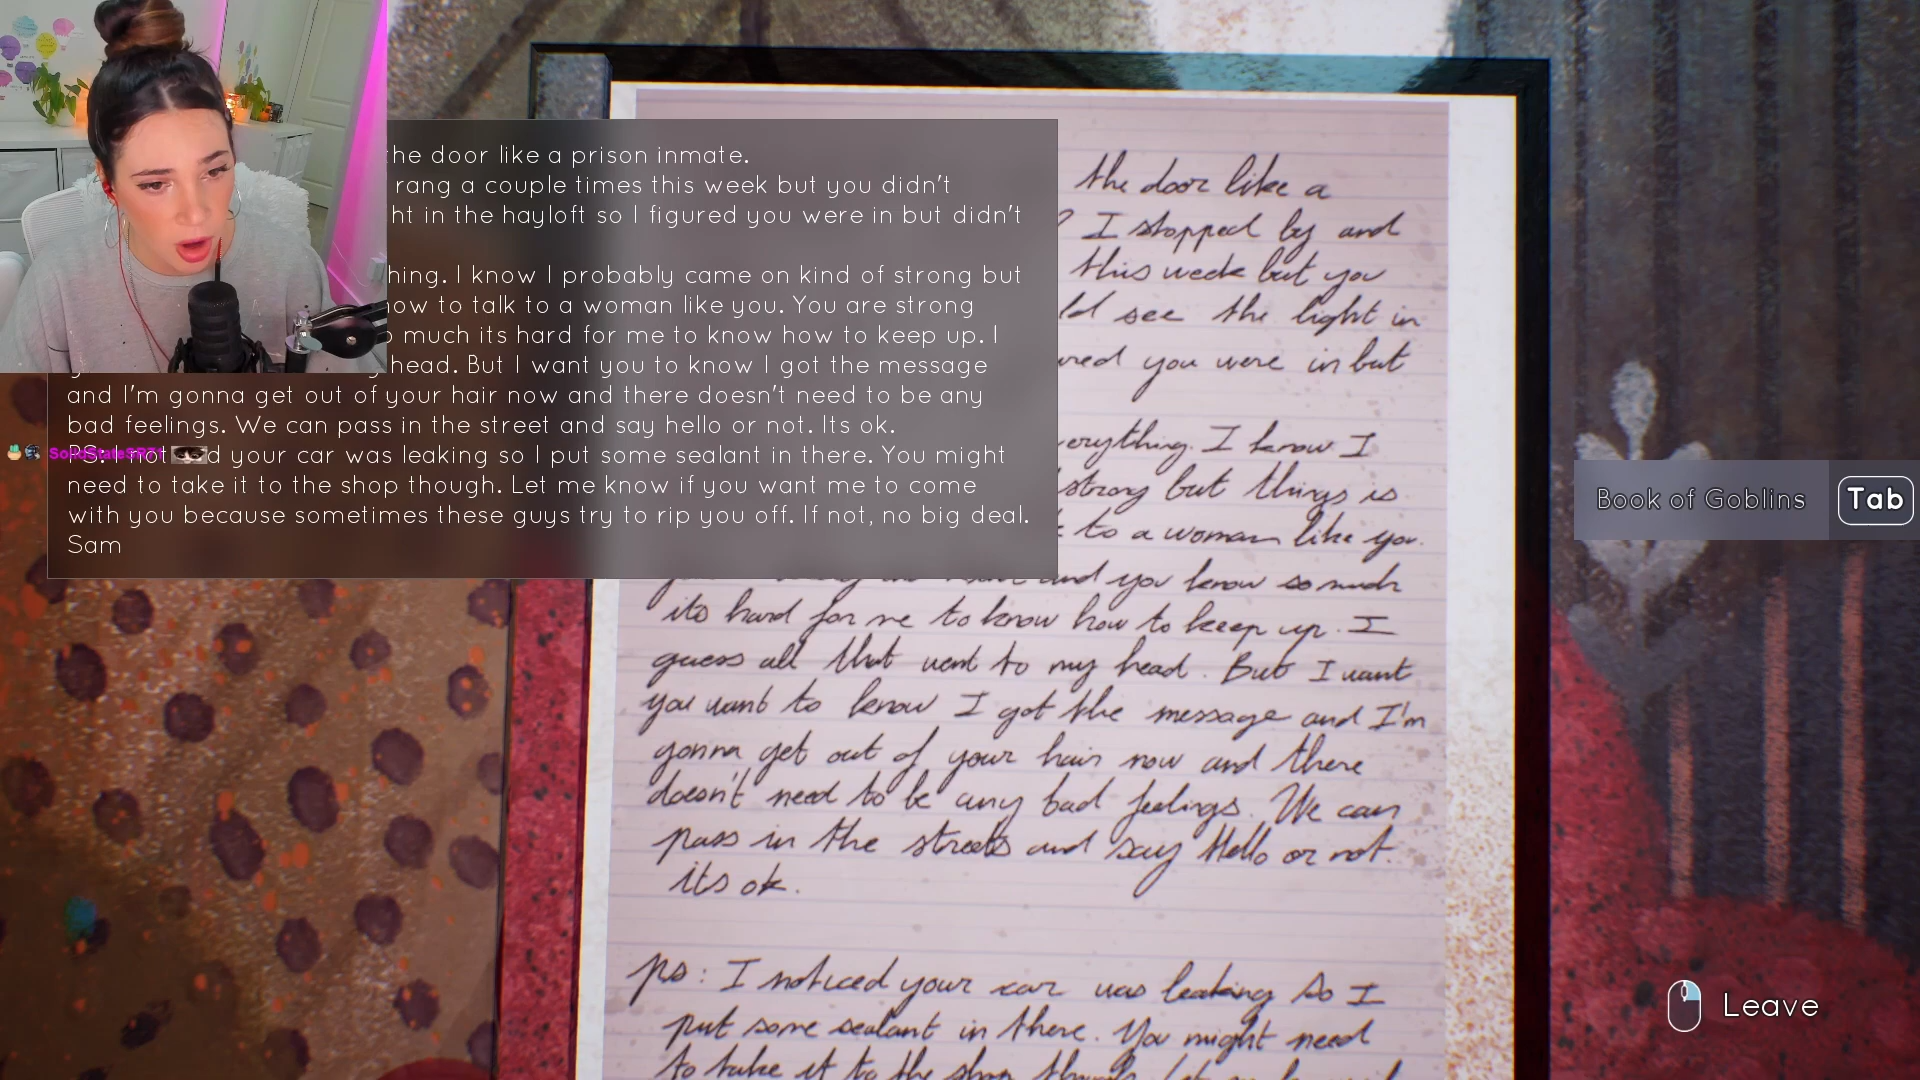 the door like a prison inmate.
rang a couple times this week but you didn't
ht in the hayloft so I figured you were in but didn't
hing. I know I probably came on kind of strong but
how to talk to a woman like you. You are strong
much its hard for me to know how to keep up. I
head. But I want you to know I got the message
and I'm gonna get out of your hair now and there doesn't need to be any
bad feelings. We can pass in the street and say hello or not. Its ok.
PS: I not d your car was leaking so I put some sealant in there. You might
need to take it to the shop though. Let me know if you want me to come
with you because sometimes these guys try to rip you off. If not, no big deal.
Sam
SolidStateSRT1
the door like a
? I stopped by and
this week but you
ld see the light in
ured you were in but
erything. I know I
strong but things is
to a woman like you.
and you know so much
its hard for me to know how to keep up. I
guess all that went to my head. But I want
you want to know I got the message and I'm
gonna get out of your hair now and there
doesn't need to be any bad feelings. We can
pass in the streets and say Hello or not.
its ok.
ps: I noticed your car was leaking so I
put some sealant in there. You might need
to take it to the shop though.
Book of Goblins
Tab
Leave